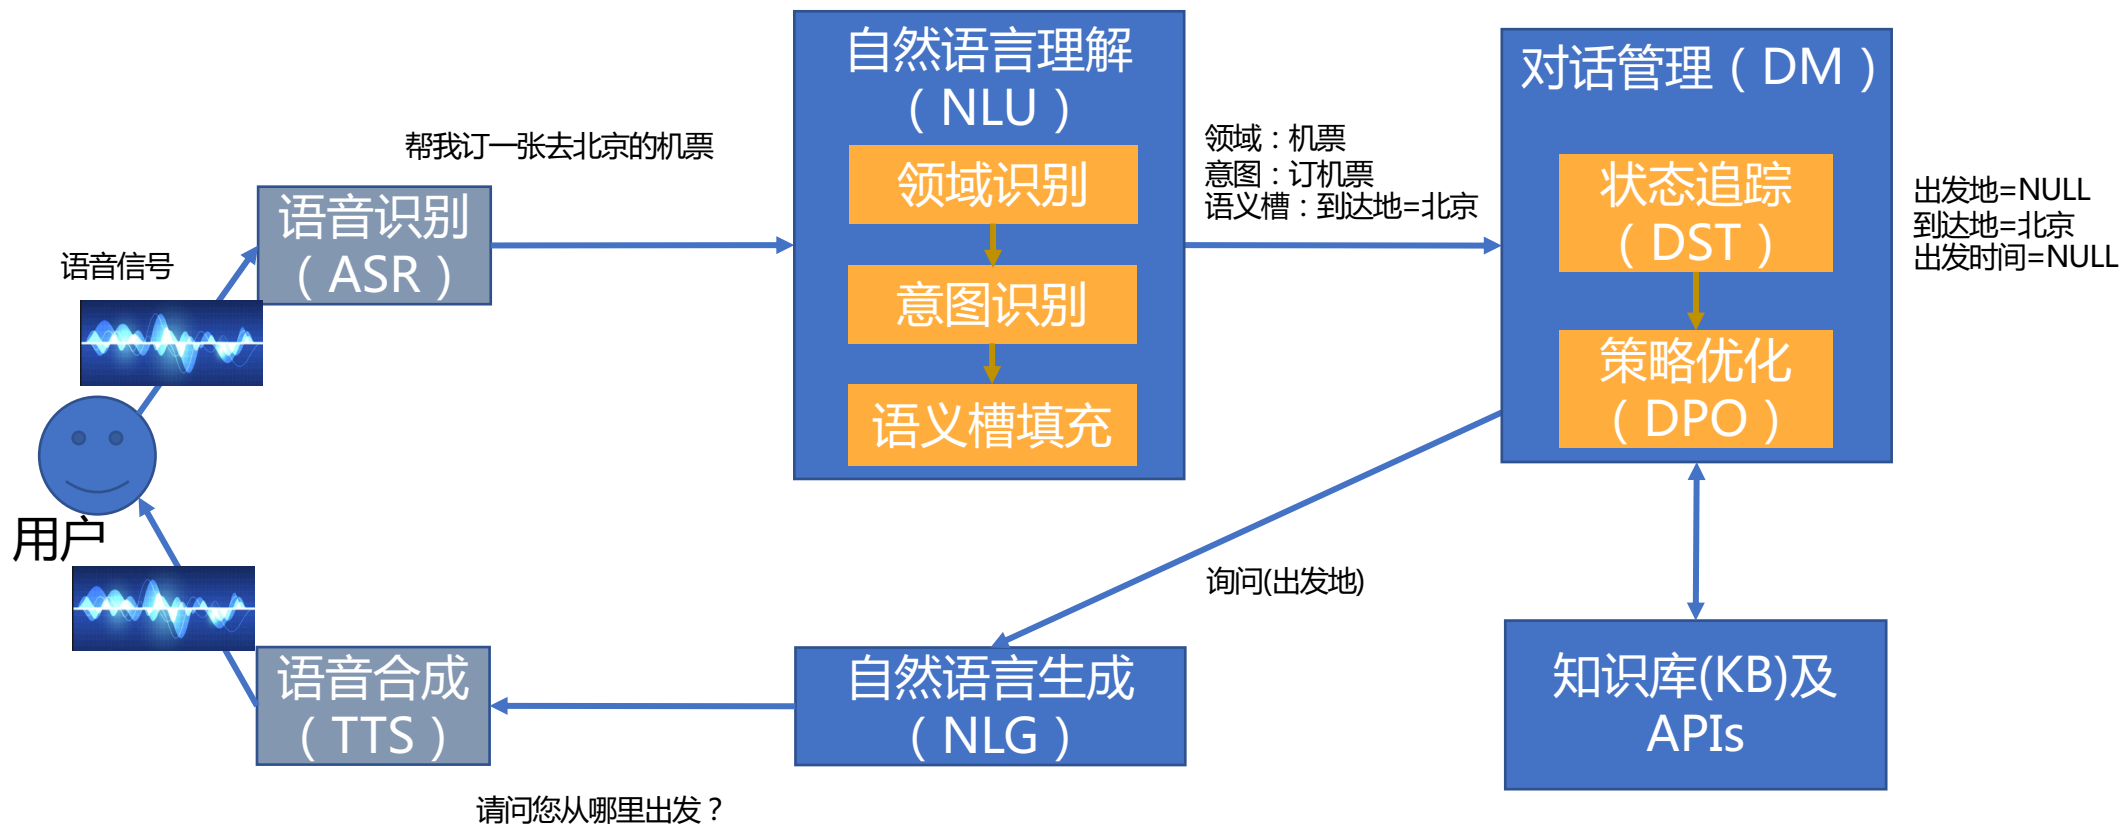 自然语言理解
（NLU）
领域识别
意图识别
语义槽填充
对话管理（DM）
状态追踪
（DST）
策略优化
（DPO）
帮我订一张去北京的机票
领域：机票
意图：订机票
语义槽：到达地=北京
出发地=NULL
到达地=北京
出发时间=NULL
语音识别
（ASR）
语音信号
用户
询问(出发地)
语音合成
（TTS）
自然语言生成
（NLG）
知识库(KB)及
APIs
请问您从哪里出发？